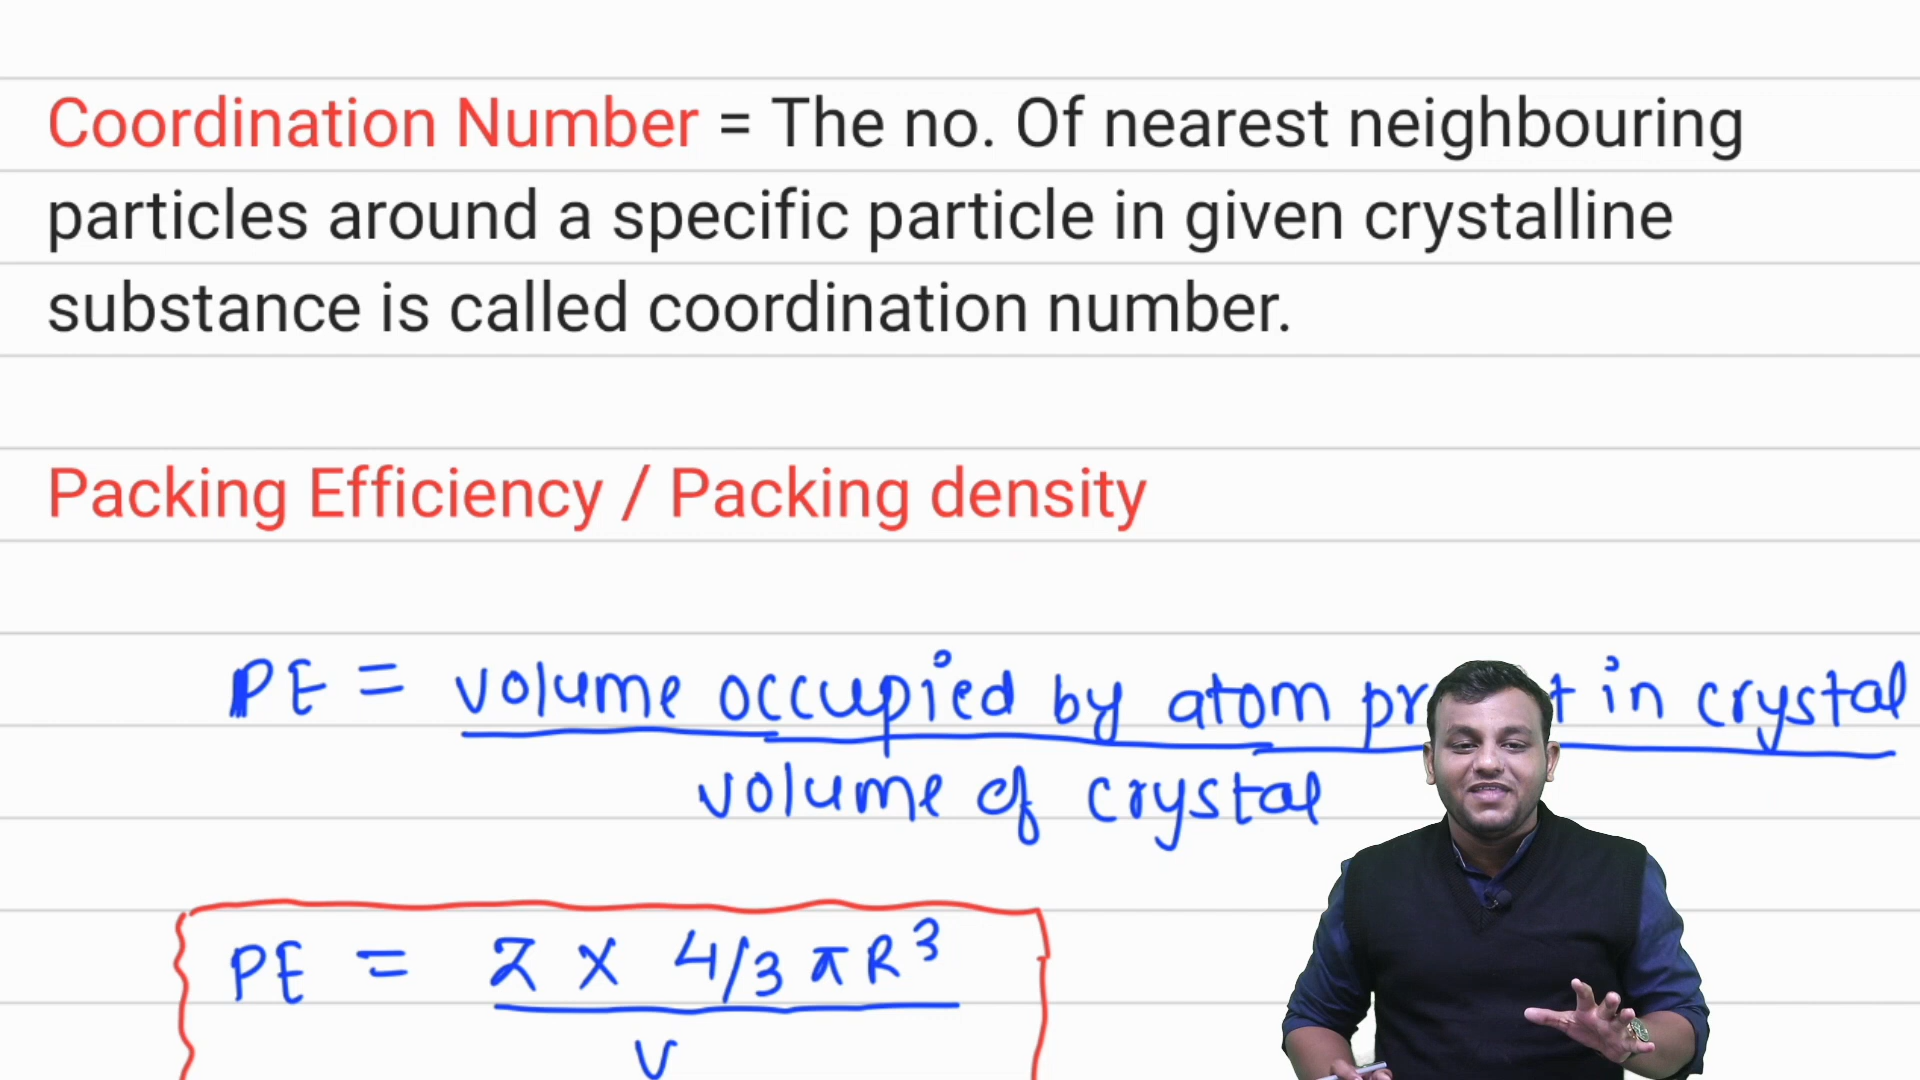 Coordination Number = The no. Of nearest neighbouring
particles around a specific particle in given crystalline
substance is called coordination number.
Packing Efficiency / Packing density
PE = volume occupied by atom in crystal
volume of crystal
PE = Z X 4/3 πR³
V